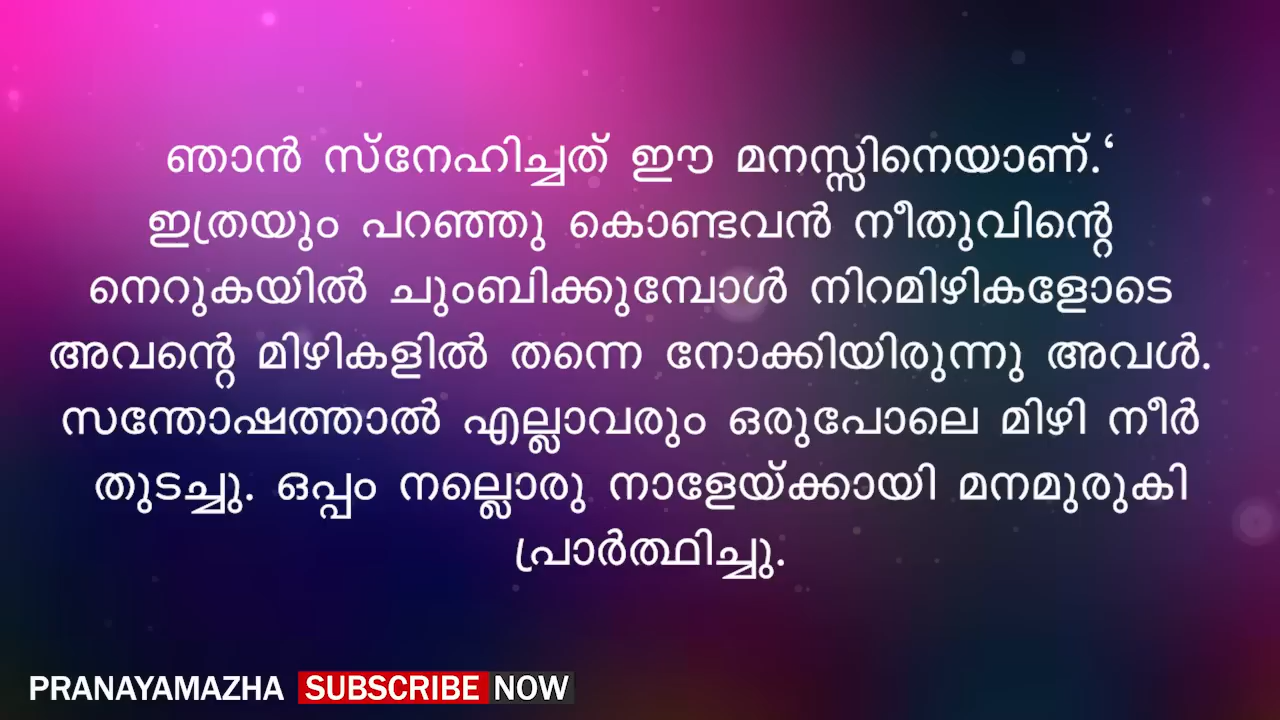 ഞാൻ സ്നേഹിച്ചത് ഈ മനസ്സിനെയാണ്.‘
ഇത്രയും പറഞ്ഞു കൊണ്ടവൻ നീതുവിന്റെ
നെറുകയിൽ ചുംബിക്കുമ്പോൾ നിറമിഴികളോടെ
അവന്റെ മിഴികളിൽ തന്നെ നോക്കിയിരുന്നു അവൾ.
സന്തോഷത്താൽ എല്ലാവരും ഒരുപോലെ മിഴി നീർ
തുടച്ചു. ഒപ്പം നല്ലൊരു നാളേയ്ക്കായി മനമുരുകി
പ്രാർത്ഥിച്ചു.
PRANAYAMAZHA SUBSCRIBE NOW